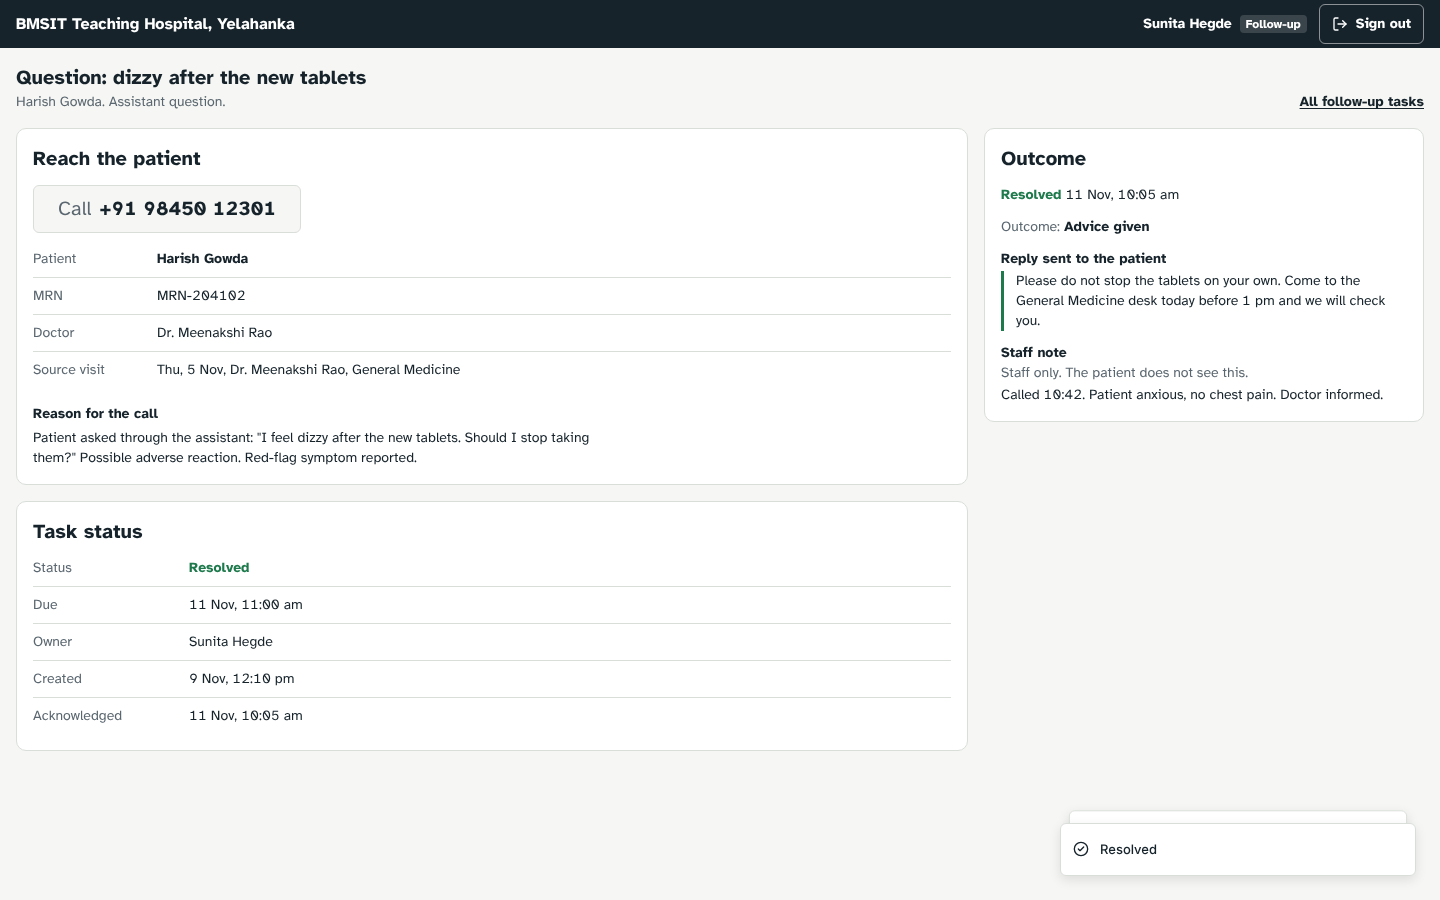 BMSIT Teaching Hospital, Yelahanka
Sunita Hegde Follow-up Sign out
Question: dizzy after the new tablets
Harish Gowda. Assistant question.
All follow-up tasks
Reach the patient
Call +91 98450 12301
Patient Harish Gowda
MRN MRN-204102
Doctor Dr. Meenakshi Rao
Source visit Thu, 5 Nov, Dr. Meenakshi Rao, General Medicine
Reason for the call
Patient asked through the assistant: "I feel dizzy after the new tablets. Should I stop taking
them?" Possible adverse reaction. Red-flag symptom reported.
Task status
Status Resolved
Due 11 Nov, 11:00 am
Owner Sunita Hegde
Created 9 Nov, 12:10 pm
Acknowledged 11 Nov, 10:05 am
Outcome
Resolved 11 Nov, 10:05 am
Outcome: Advice given
Reply sent to the patient
Please do not stop the tablets on your own. Come to the
General Medicine desk today before 1 pm and we will check
you.
Staff note
Staff only. The patient does not see this.
Called 10:42. Patient anxious, no chest pain. Doctor informed.
Resolved